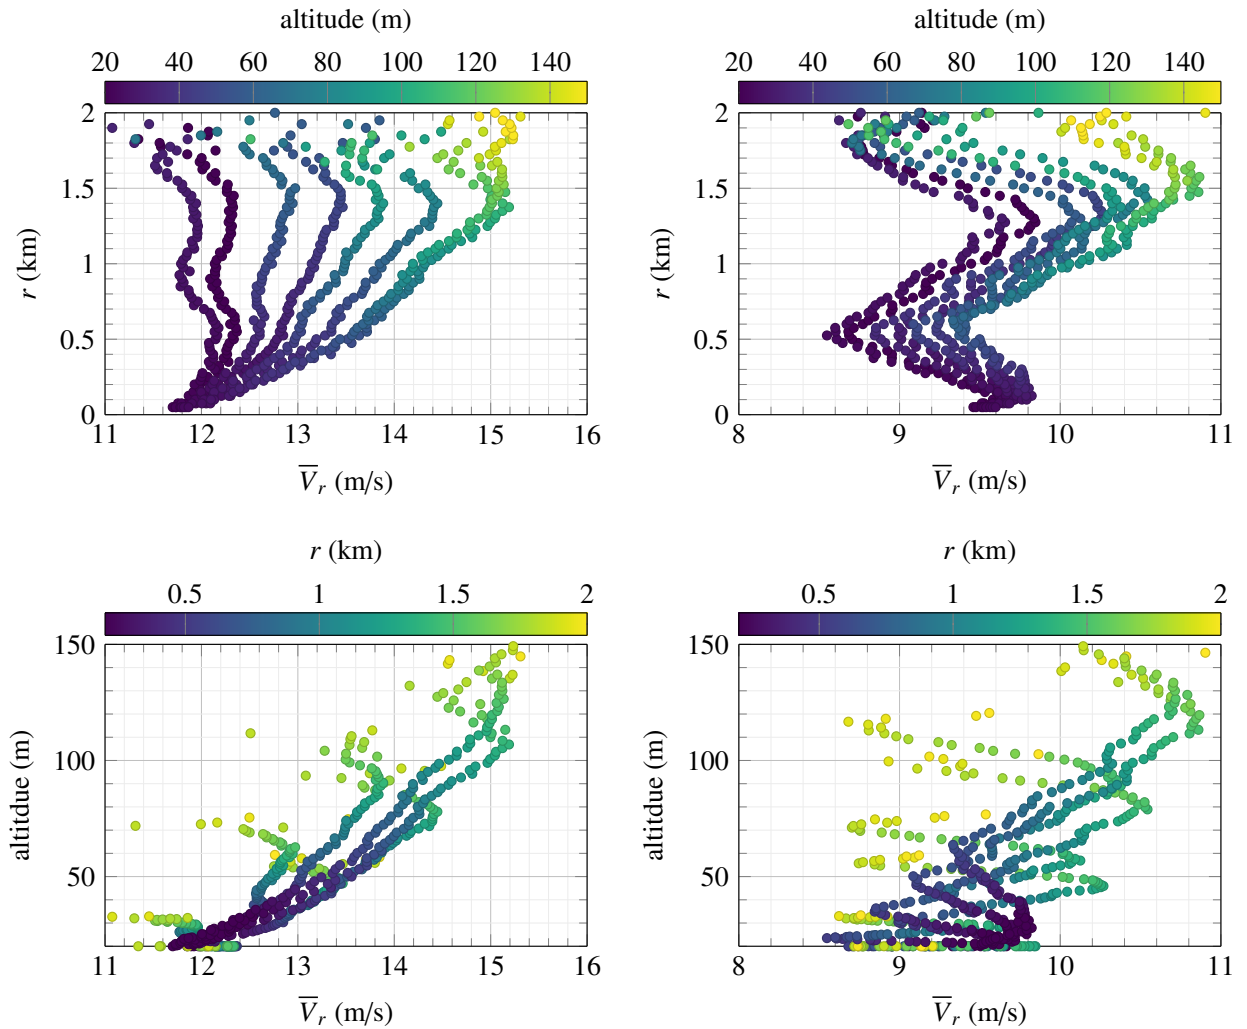 altitude (m)
20 40 60 80 100 120 140
2
1.5
1
0.5
0
r (km)
11 12 13 14 15 16
V̅r (m/s)
altitude (m)
20 40 60 80 100 120 140
2
1.5
1
0.5
0
r (km)
8 9 10 11
V̅r (m/s)
r (km)
0.5 1 1.5 2
150
100
50
altitdue (m)
11 12 13 14 15 16
V̅r (m/s)
r (km)
0.5 1 1.5 2
150
100
50
altitdue (m)
8 9 10 11
V̅r (m/s)